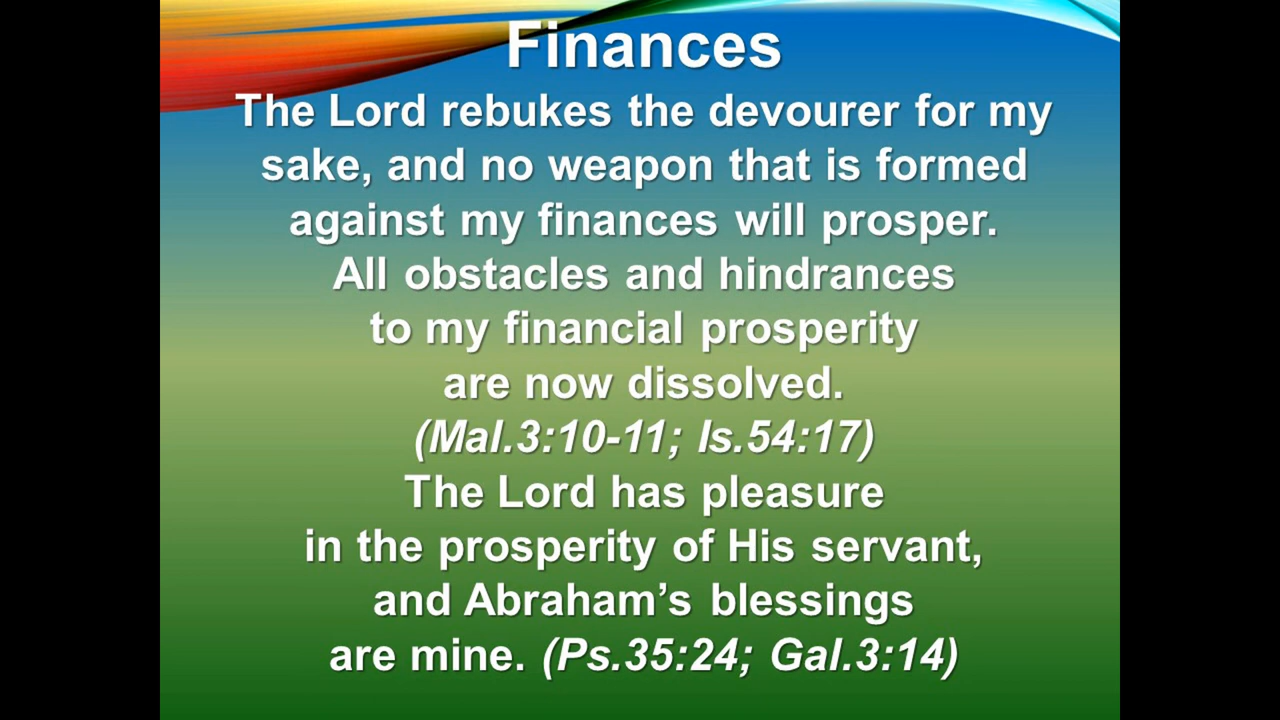 Finances
The Lord rebukes the devourer for my
sake, and no weapon that is formed
against my finances will prosper.
All obstacles and hindrances
to my financial prosperity
are now dissolved.
(Mal.3:10-11; Is.54:17)
The Lord has pleasure
in the prosperity of His servant,
and Abraham’s blessings
are mine. (Ps.35:24; Gal.3:14)